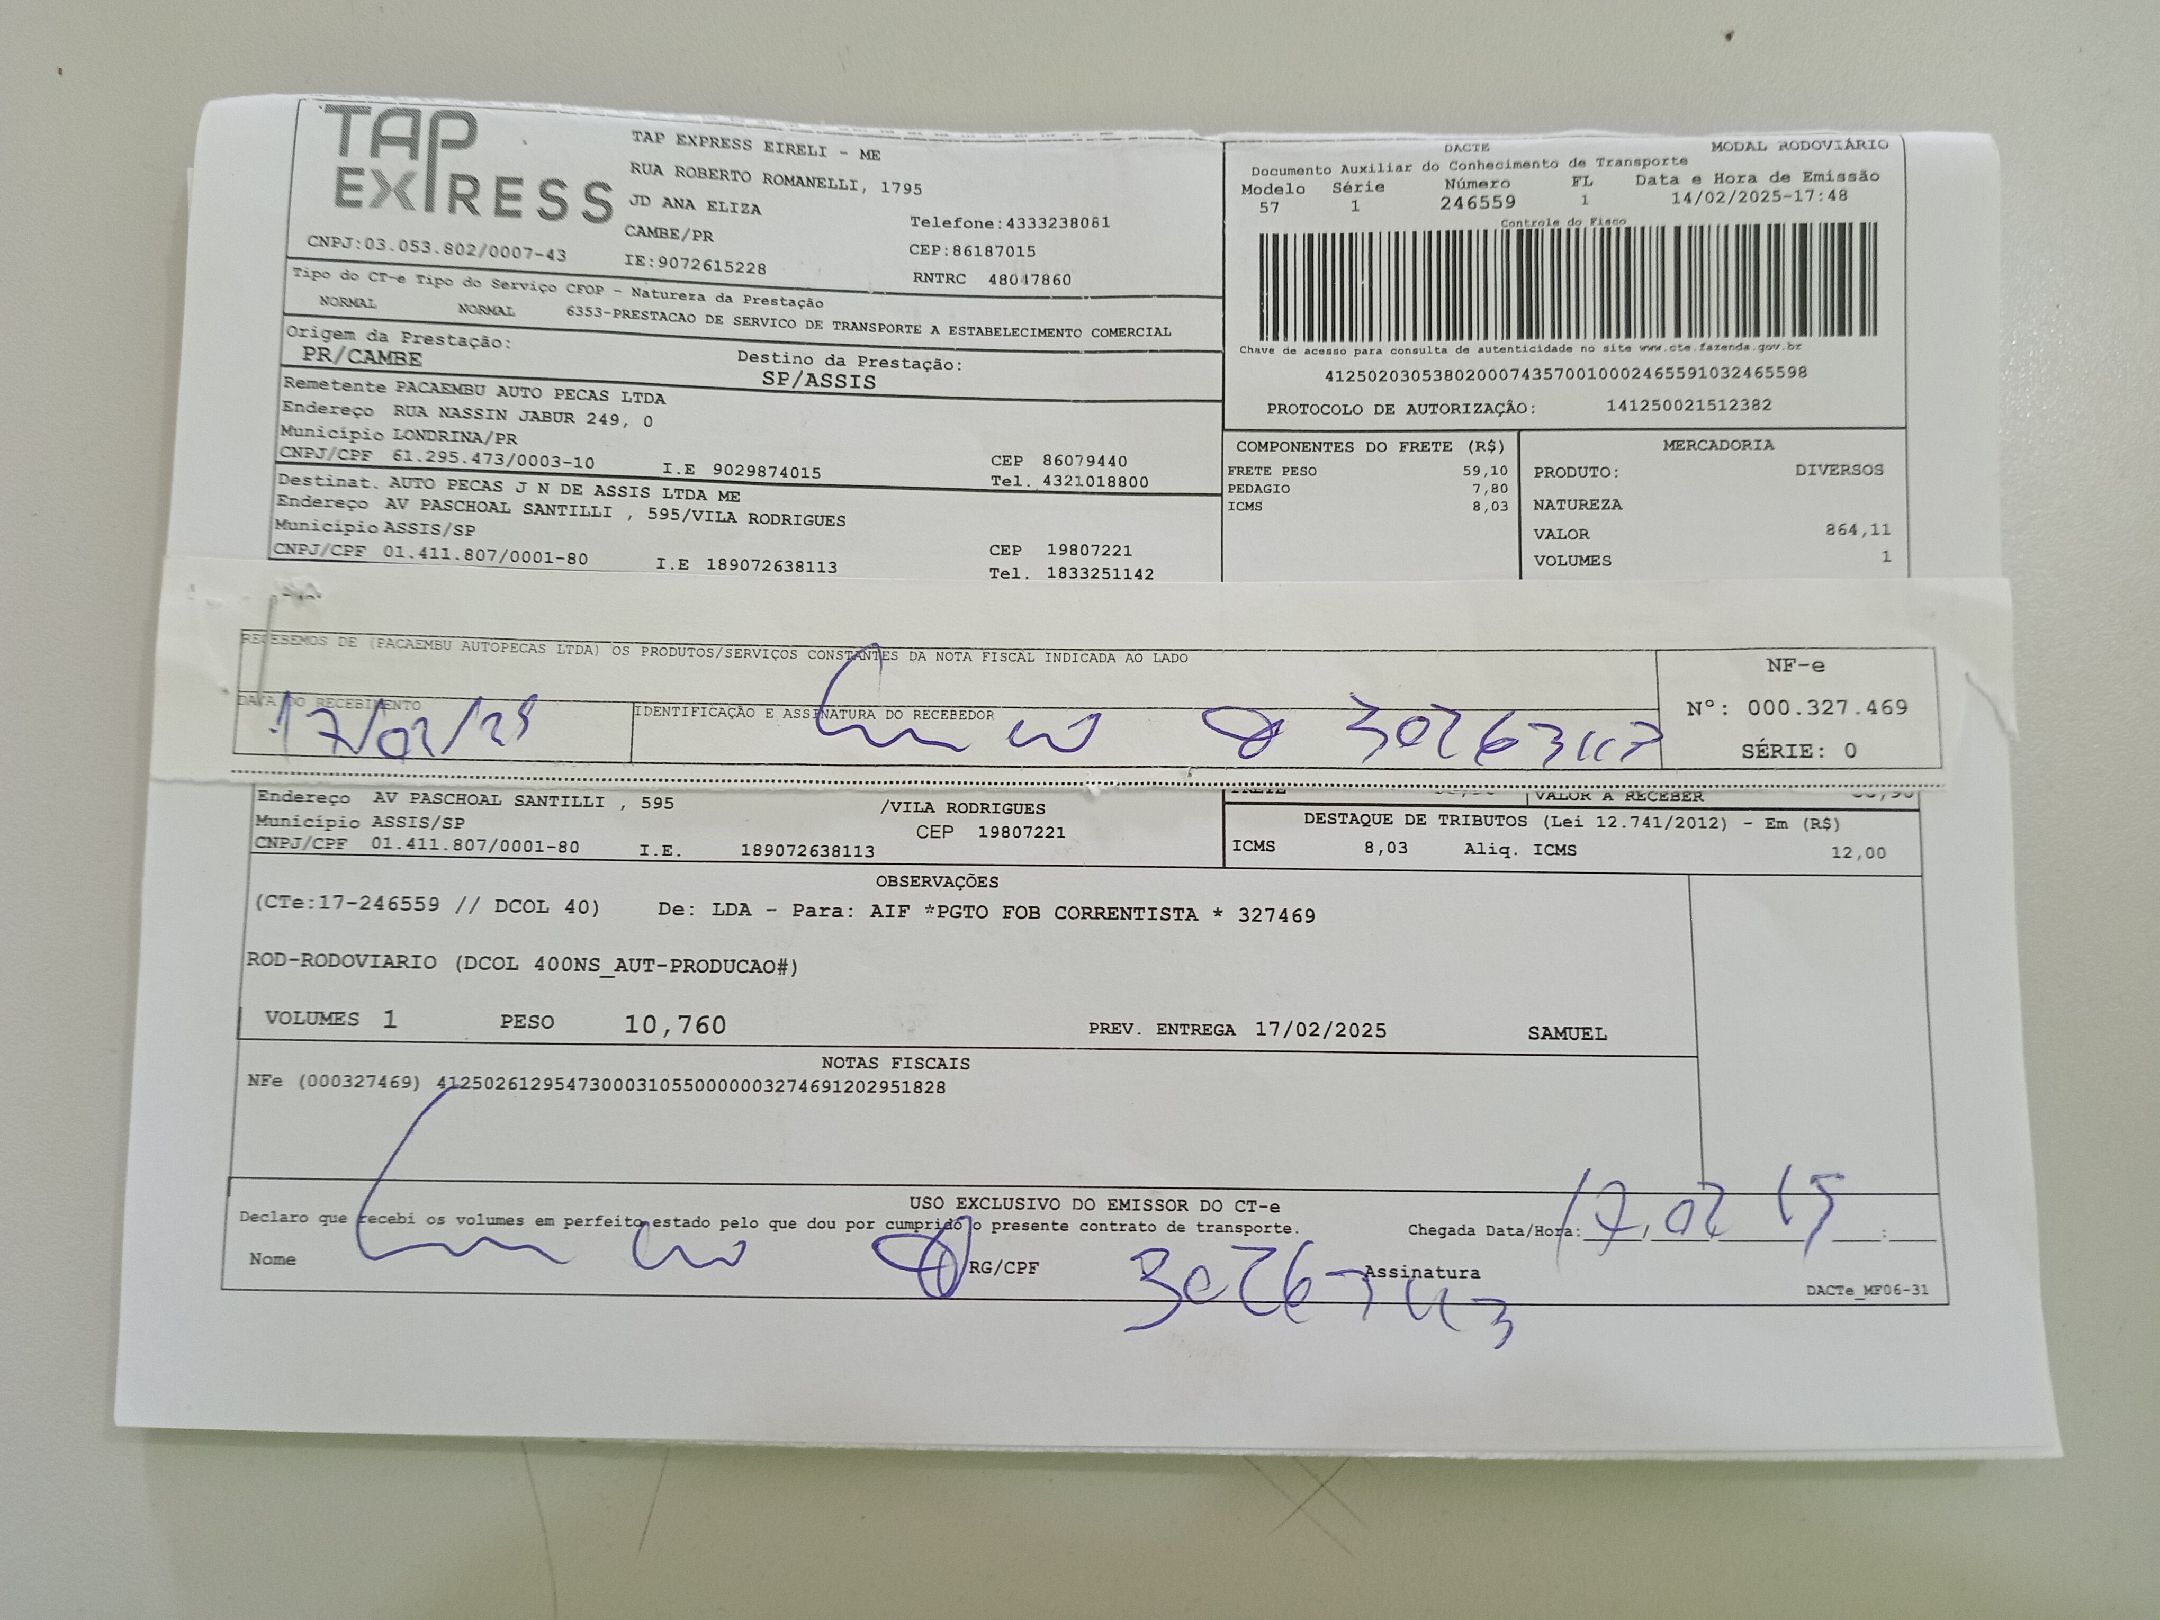 TAP EXPRESS
TAP EXPRESS EIRELI - ME
RUA ROBERTO ROMANELLI, 1795
JD ANA ELIZA
CAMBE/PR
Telefone:4333238081
CEP:86187015
CNPJ:03.053.802/0007-43
IE:9072615228
RNTRC 48047860
Tipo do CT-e Tipo do Serviço CFOP - Natureza da Prestação
NORMAL NORMAL 6353-PRESTACAO DE SERVICO DE TRANSPORTE A ESTABELECIMENTO COMERCIAL
Origem da Prestação: Destino da Prestação:
PR/CAMBE SP/ASSIS
Remetente PACAEMBU AUTO PECAS LTDA
Endereço RUA NASSIN JABUR 249, 0
Município LONDRINA/PR
CEP 86079440
CNPJ/CPF 61.295.473/0003-10 I.E 9029874015
Tel. 4321018800
Destinat. AUTO PECAS J N DE ASSIS LTDA ME
Endereço AV PASCHOAL SANTILLI , 595/VILA RODRIGUES
Município ASSIS/SP
CEP 19807221
CNPJ/CPF 01.411.807/0001-80 I.E 189072638113
Tel. 1833251142
DACTE MODAL RODOVIÁRIO
Documento Auxiliar do Conhecimento de Transporte
Modelo Série Número FL Data e Hora de Emissão
57 1 246559 1 14/02/2025-17:48
Controle do Fisco
Chave de acesso para consulta de autenticidade no site www.cte.fazenda.gov.br
41250203053802000743570010002465591032465598
PROTOCOLO DE AUTORIZAÇÃO: 141250021512382
COMPONENTES DO FRETE (R$) MERCADORIA
FRETE PESO 59,10 PRODUTO: DIVERSOS
PEDAGIO 7,80
ICMS 8,03 NATUREZA
VALOR 864,11
VOLUMES 1
RECEBEMOS DE (PACAEMBU AUTOPECAS LTDA) OS PRODUTOS/SERVIÇOS CONSTANTES DA NOTA FISCAL INDICADA AO LADO
DATA DO RECEBIMENTO IDENTIFICAÇÃO E ASSINATURA DO RECEBEDOR
17/02/25
NF-e
Nº: 000.327.469
SÉRIE: 0
FRETE VALOR A RECEBER
Endereço AV PASCHOAL SANTILLI , 595 /VILA RODRIGUES
Município ASSIS/SP CEP 19807221
CNPJ/CPF 01.411.807/0001-80 I.E. 189072638113
DESTAQUE DE TRIBUTOS (Lei 12.741/2012) - Em (R$)
ICMS 8,03 Aliq. ICMS 12,00
OBSERVAÇÕES
(CTe:17-246559 // DCOL 40) De: LDA - Para: AIF *PGTO FOB CORRENTISTA * 327469
ROD-RODOVIARIO (DCOL 400NS_AUT-PRODUCAO#)
VOLUMES 1 PESO 10,760 PREV. ENTREGA 17/02/2025 SAMUEL
NOTAS FISCAIS
NFe (000327469) 41250261295473000310550000003274691202951828
USO EXCLUSIVO DO EMISSOR DO CT-e
Declaro que recebi os volumes em perfeito estado pelo que dou por cumprido o presente contrato de transporte.
Chegada Data/Hora: 17,02 25
Nome RG/CPF Assinatura
DACTe_MF06-31